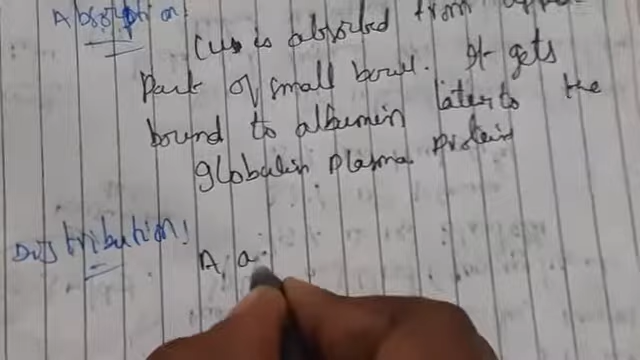 Absorption:
Cu is absorbed from upper
Part of small bowel. It gets
bound to albumin later to the
globulin plasma protein
Distribution:
A, a